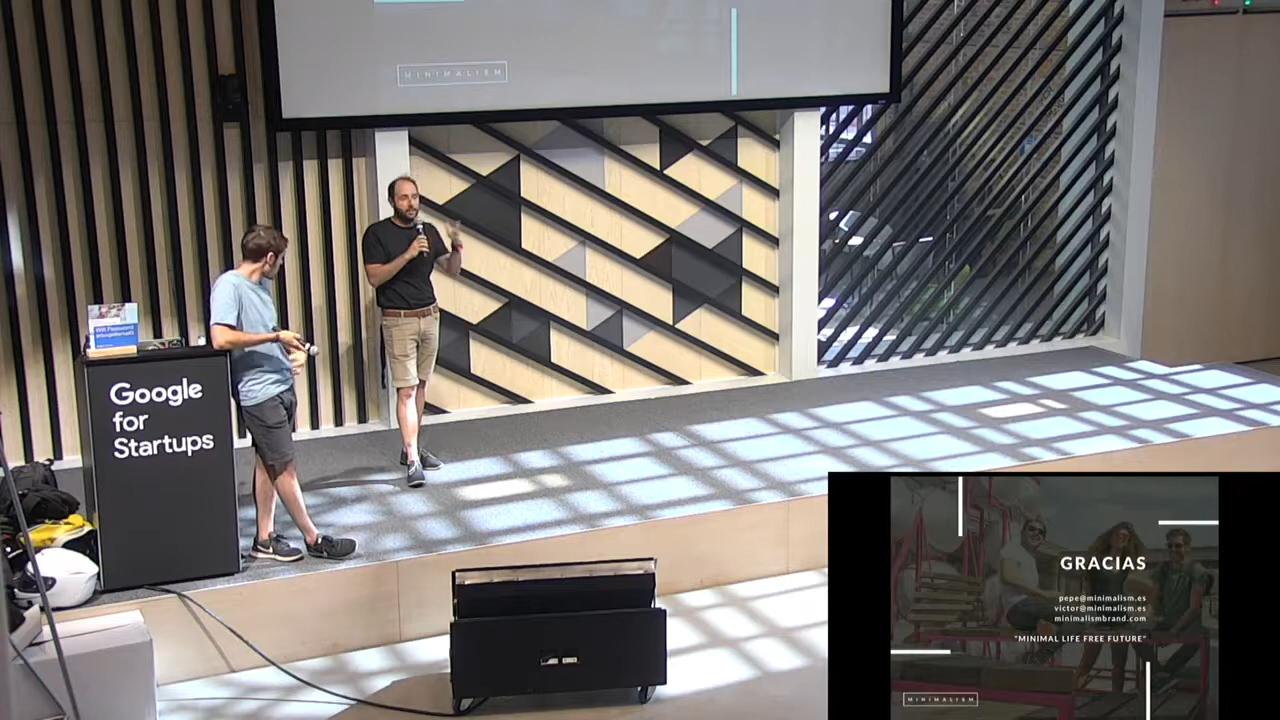 MINIMALISM
Google
for
Startups
GRACIAS
pepe@minimalism.es
victor@minimalism.es
minimalismbrand.com
"MINIMAL LIFE FREE FUTURE"
MINIMALISM